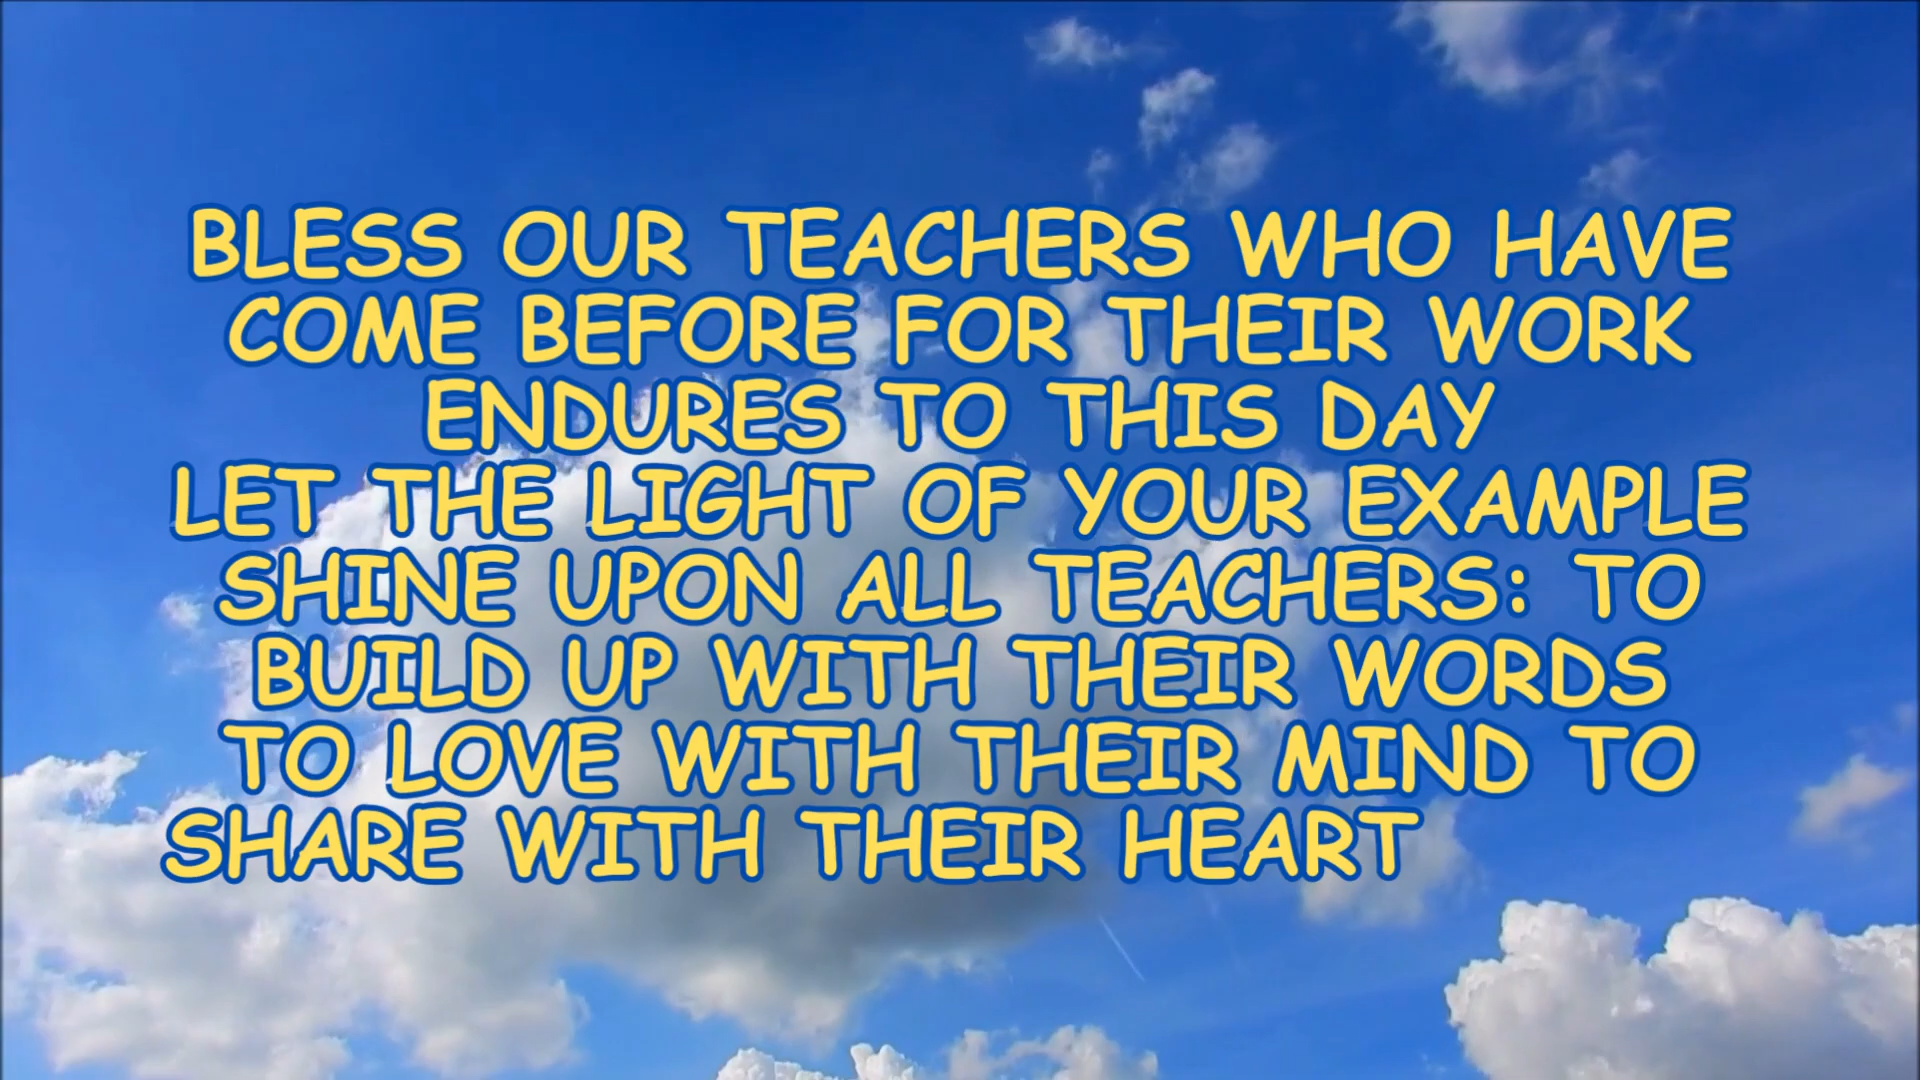 BLESS OUR TEACHERS WHO HAVE
COME BEFORE FOR THEIR WORK
ENDURES TO THIS DAY
LET THE LIGHT OF YOUR EXAMPLE
SHINE UPON ALL TEACHERS: TO
BUILD UP WITH THEIR WORDS
TO LOVE WITH THEIR MIND TO
SHARE WITH THEIR HEART